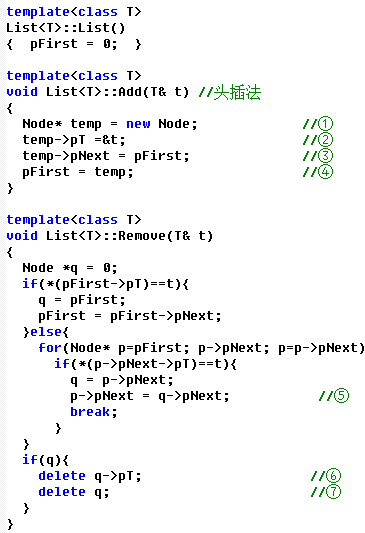 template<class T>
List<T>::List()
{  pFirst = 0;  }
template<class T>
void List<T>::Add(T& t) //头插法
{
  Node* temp = new Node;             //①
  temp->pT =&t;                      //②
  temp->pNext = pFirst;              //③
  pFirst = temp;                     //④
}
template<class T>
void List<T>::Remove(T& t)
{
  Node *q = 0;
  if(*(pFirst->pT)==t){
    q = pFirst;
    pFirst = pFirst->pNext;
  }else{
    for(Node* p=pFirst; p->pNext; p=p->pNext)
      if(*(p->pNext->pT)==t){
        q = p->pNext;
        p->pNext = q->pNext;           //⑤
        break;
      }
  }
  if(q){
    delete q->pT;                     //⑥
    delete q;                         //⑦
  }
}